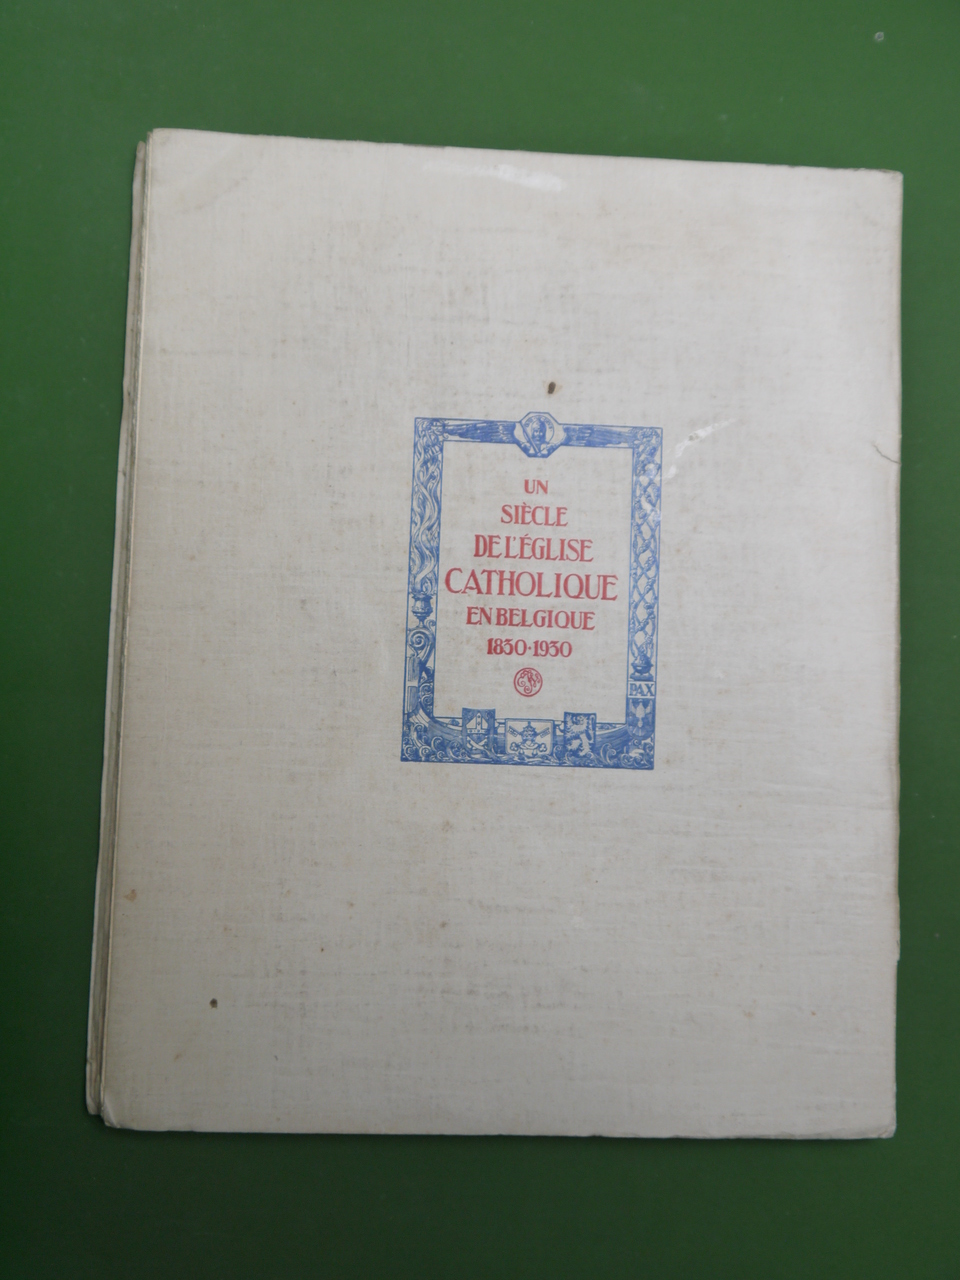 UN
SIÈCLE
DE L'ÉGLISE
CATHOLIQUE
EN BELGIQUE
1830-1930
PAX